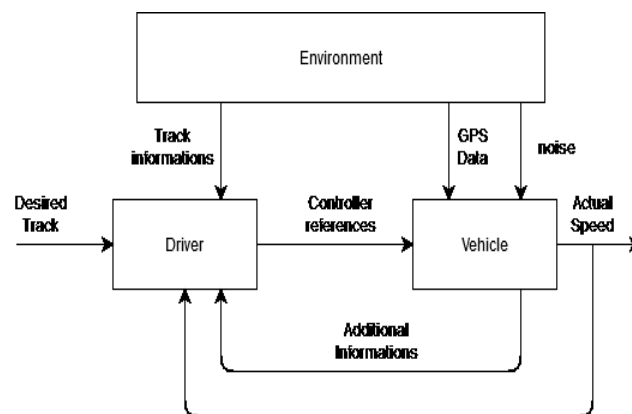 Environment
Track
informations
GPS
Data
noise
Desired
Track
Driver
Controller
references
Vehicle
Actual
Speed
Additional
Informations